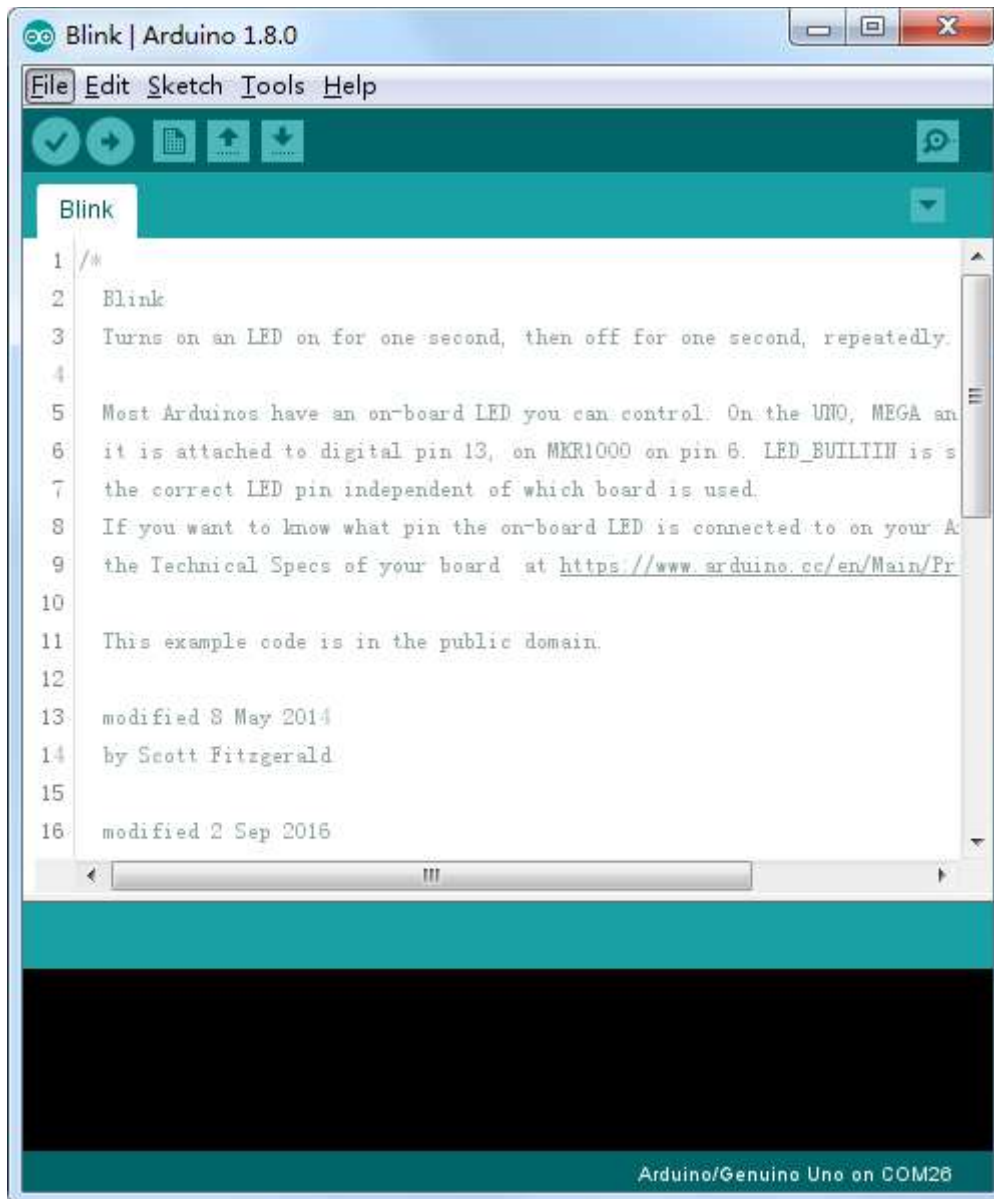 Blink | Arduino 1.8.0
File Edit Sketch Tools Help
Blink
1 /*
2 Blink
3 Turns on an LED on for one second, then off for one second, repeatedly.
4
5 Most Arduinos have an on-board LED you can control. On the UNO, MEGA an
6 it is attached to digital pin 13, on MKR1000 on pin 6. LED_BUILTIN is s
7 the correct LED pin independent of which board is used.
8 If you want to know what pin the on-board LED is connected to on your A
9 the Technical Specs of your board at https://www.arduino.cc/en/Main/Pr
10
11 This example code is in the public domain.
12
13 modified 8 May 2014
14 by Scott Fitzgerald
15
16 modified 2 Sep 2016
Arduino/Genuino Uno on COM26